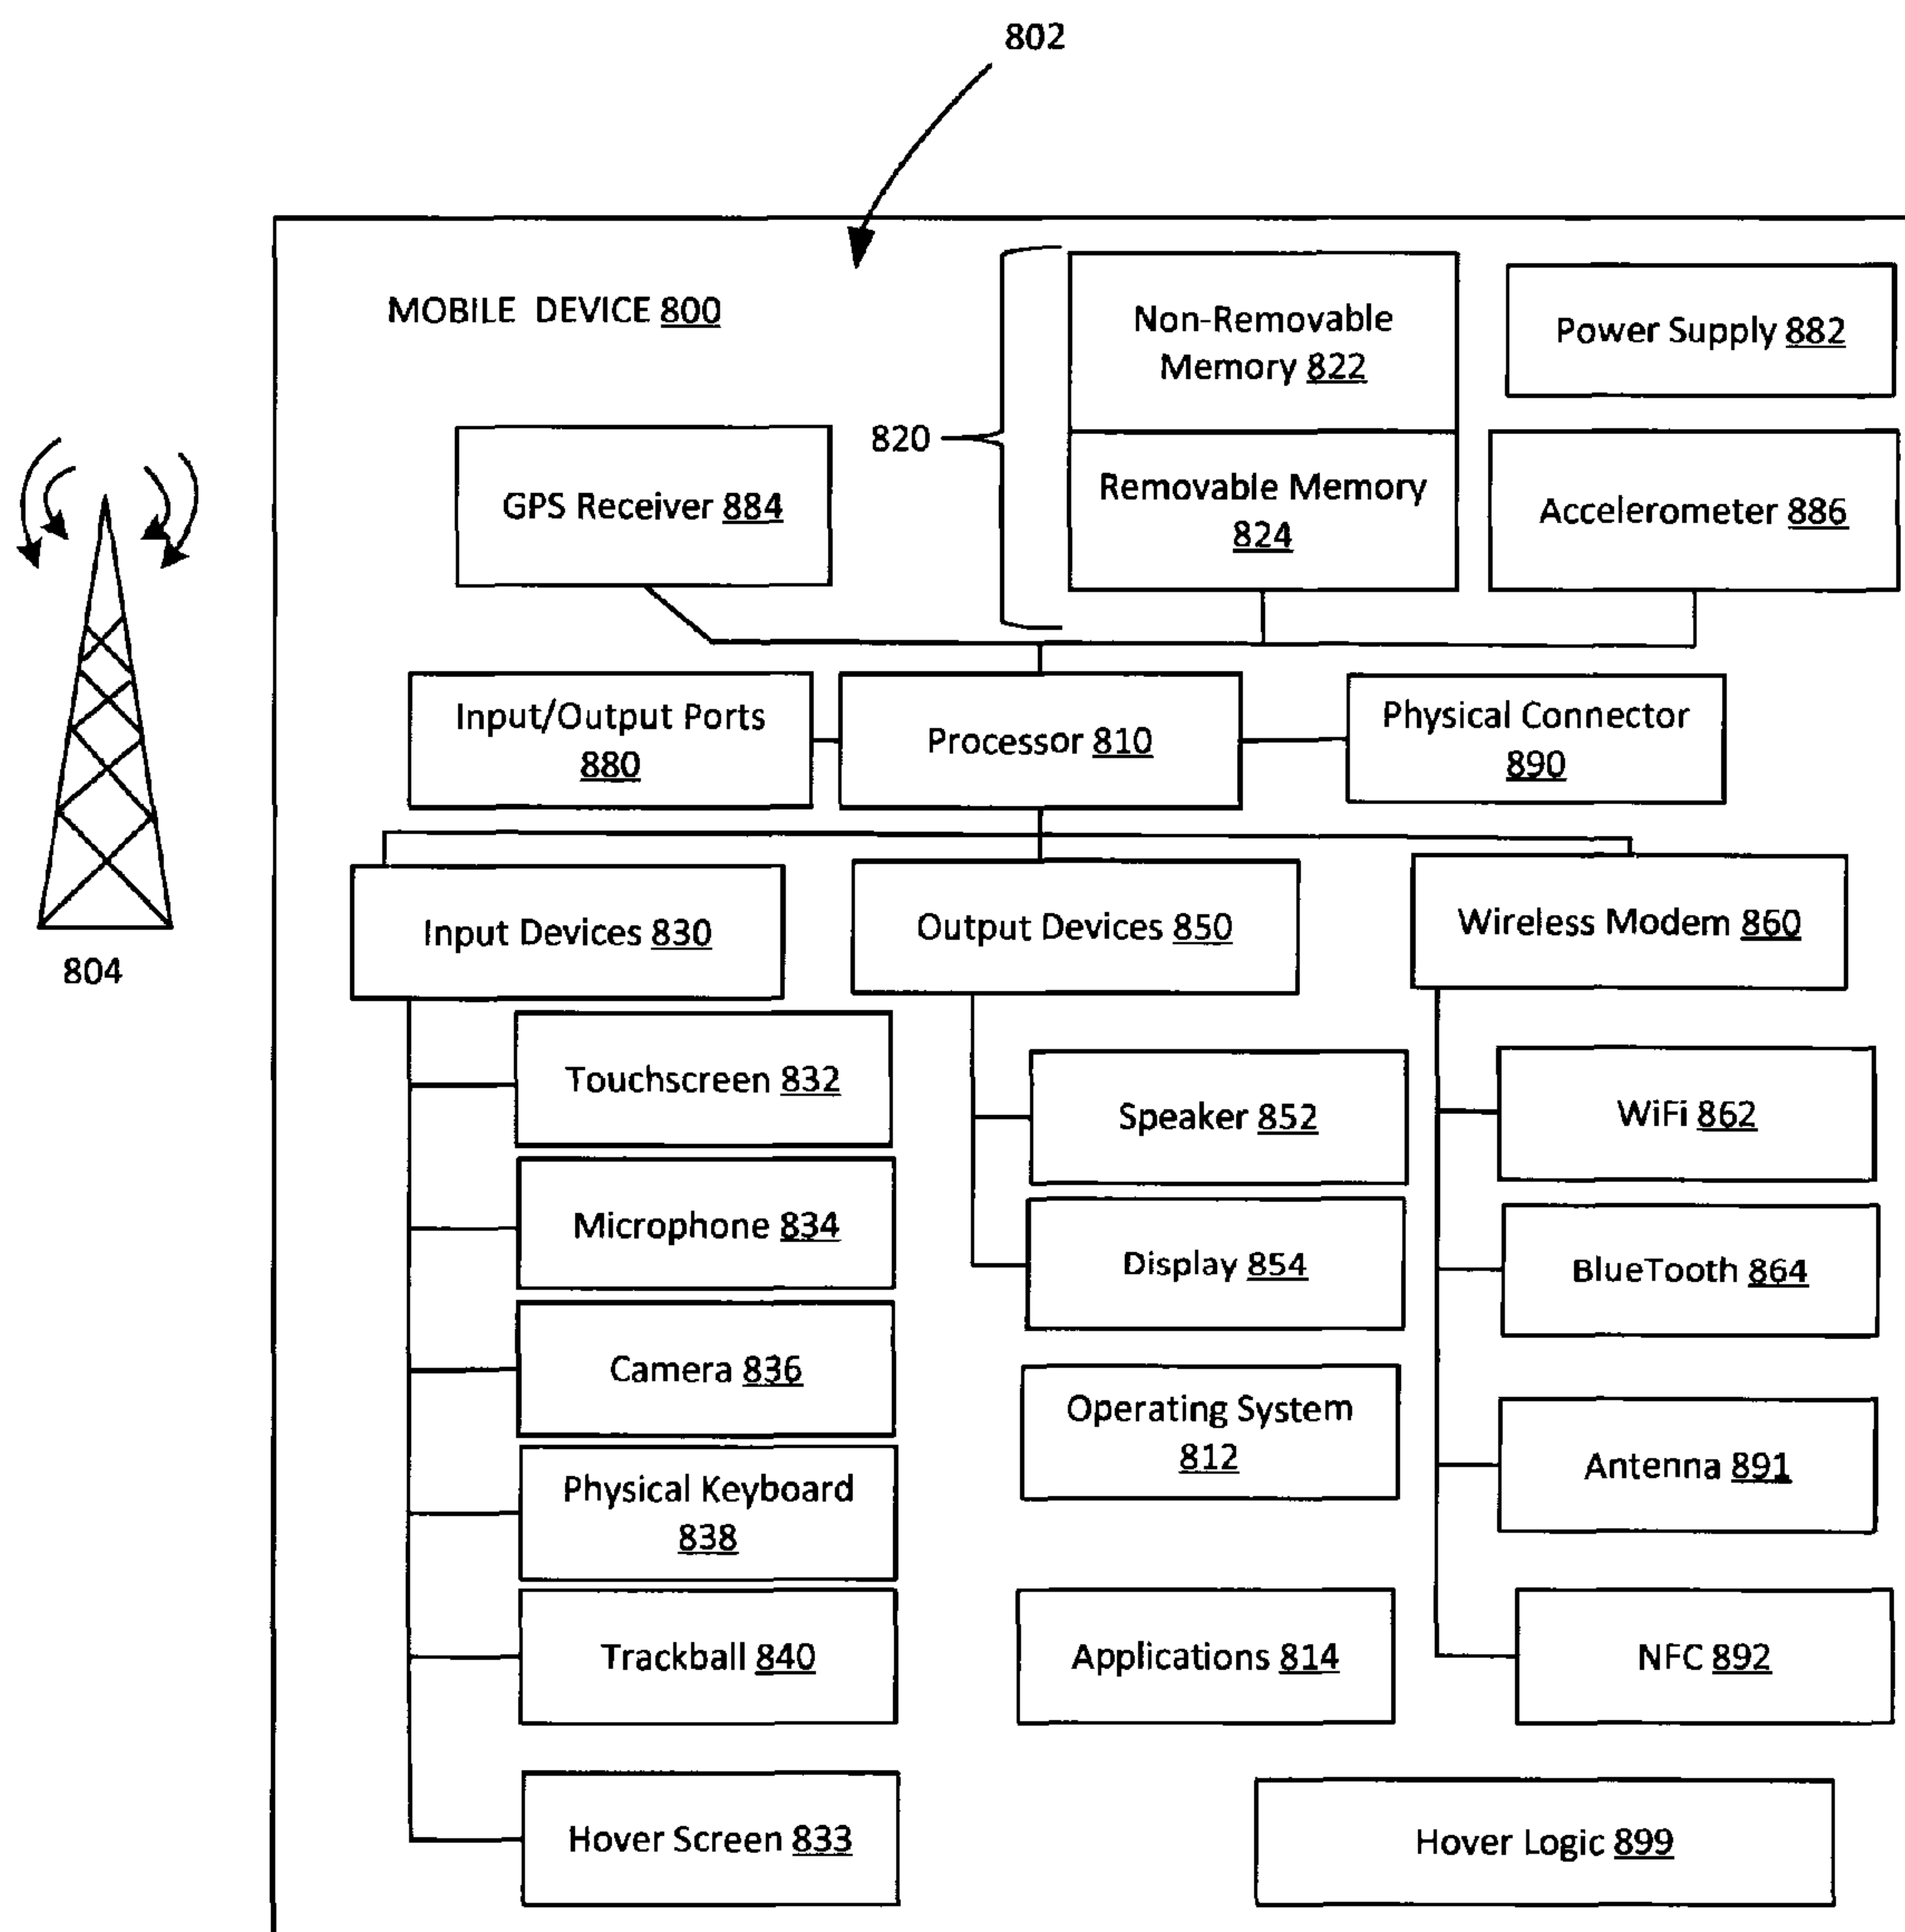 802
MOBILE DEVICE 800
Non-Removable
Memory 822
Power Supply 882
820
GPS Receiver 884
Removable Memory
824
Accelerometer 886
Input/Output Ports
880
Processor 810
Physical Connector
890
Input Devices 830
Output Devices 850
Wireless Modem 860
804
Touchscreen 832
Speaker 852
WiFi 862
Microphone 834
Display 854
BlueTooth 864
Camera 836
Operating System
812
Antenna 891
Physical Keyboard
838
Trackball 840
Applications 814
NFC 892
Hover Screen 833
Hover Logic 899